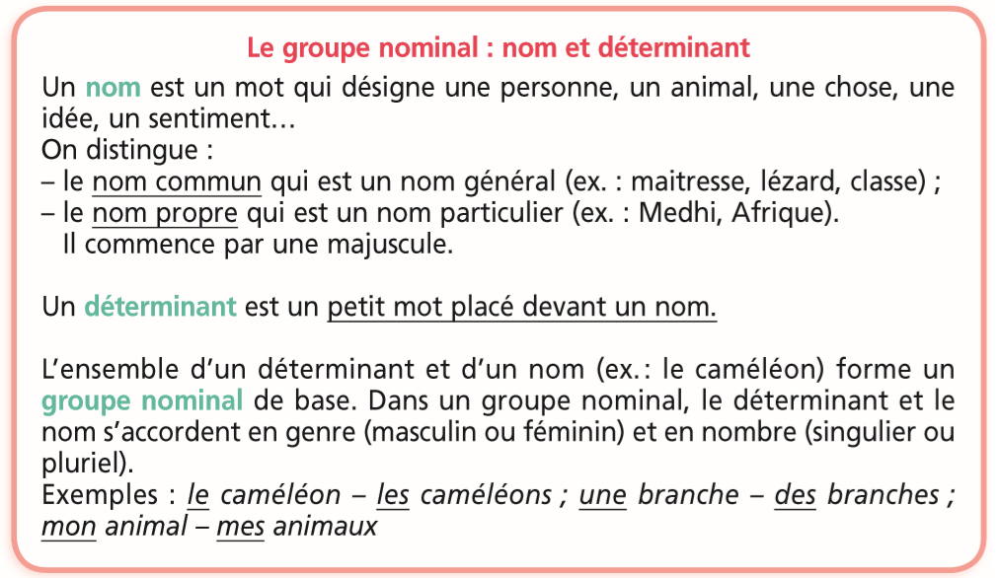 Le groupe nominal : nom et déterminant
Un nom est un mot qui désigne une personne, un animal, une chose, une
idée, un sentiment…
On distingue :
– le nom commun qui est un nom général (ex. : maitresse, lézard, classe) ;
– le nom propre qui est un nom particulier (ex. : Medhi, Afrique).
Il commence par une majuscule.
Un déterminant est un petit mot placé devant un nom.
L'ensemble d'un déterminant et d'un nom (ex. : le caméléon) forme un
groupe nominal de base. Dans un groupe nominal, le déterminant et le
nom s'accordent en genre (masculin ou féminin) et en nombre (singulier ou
pluriel).
Exemples : le caméléon – les caméléons ; une branche – des branches ;
mon animal – mes animaux